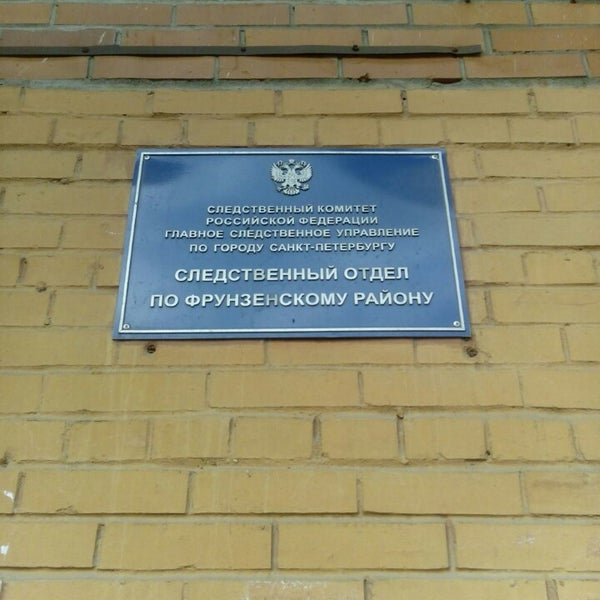 СЛЕДСТВЕННЫЙ КОМИТЕТ
РОССИЙСКОЙ ФЕДЕРАЦИИ
ГЛАВНОЕ СЛЕДСТВЕННОЕ УПРАВЛЕНИЕ
ПО ГОРОДУ САНКТ-ПЕТЕРБУРГУ
СЛЕДСТВЕННЫЙ ОТДЕЛ
ПО ФРУНЗЕНСКОМУ РАЙОНУ